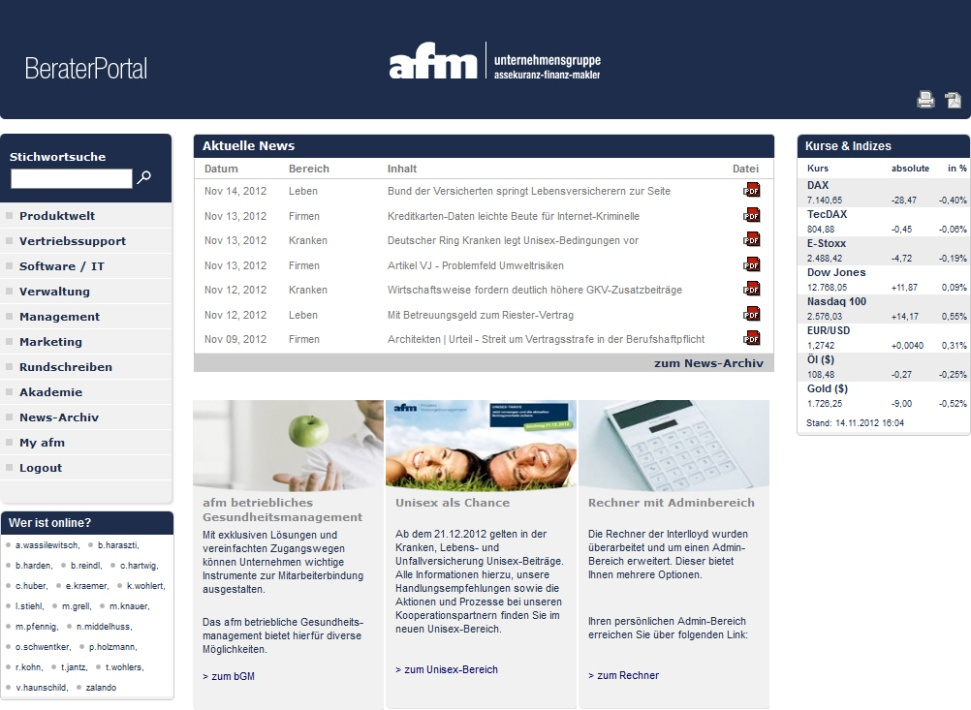 BeraterPortal
afm unternehmensgruppe
assekuranz-finanz-makler
Stichwortsuche
Produktwelt
Vertriebssupport
Software / IT
Verwaltung
Management
Marketing
Rundschreiben
Akademie
News-Archiv
My afm
Logout
Wer ist online?
a.wassilewitsch, b.haraszti,
b.harden, b.reindl, c.hartwig,
c.huber, e.kraemer, k.wohlert,
l.stiehl, m.grell, m.knauer,
m.pfennig, n.middelhuss,
o.schwentker, p.holzmann,
r.kohn, t.jantz, t.wohlers,
v.haunschild, zalando
Aktuelle News
Datum Bereich Inhalt Datei
Nov 14, 2012 Leben Bund der Versicherten springt Lebensversicherern zur Seite PDF
Nov 13, 2012 Firmen Kreditkarten-Daten leichte Beute für Internet-Kriminelle PDF
Nov 13, 2012 Kranken Deutscher Ring Kranken legt Unisex-Bedingungen vor PDF
Nov 13, 2012 Firmen Artikel VJ - Problemfeld Umweltrisiken PDF
Nov 12, 2012 Kranken Wirtschaftsweise fordern deutlich höhere GKV-Zusatzbeiträge PDF
Nov 12, 2012 Leben Mit Betreuungsgeld zum Riester-Vertrag PDF
Nov 09, 2012 Firmen Architekten | Urteil - Streit um Vertragsstrafe in der Berufshaftpflicht PDF
zum News-Archiv
afm betriebliches
Gesundheitsmanagement
Mit exklusiven Lösungen und
vereinfachten Zugangswegen
können Unternehmen wichtige
Instrumente zur Mitarbeiterbindung
ausgestalten.
Das afm betriebliche Gesundheits-
management bietet hierfür diverse
Möglichkeiten.
> zum bGM
afm
Unisex als Chance
Ab dem 21.12.2012 gelten in der
Kranken, Lebens- und
Unfallversicherung Unisex-Beiträge.
Alle Informationen hierzu, unsere
Handlungsempfehlungen sowie die
Aktionen und Prozesse bei unseren
Kooperationspartnern finden Sie im
neuen Unisex-Bereich.
> zum Unisex-Bereich
Rechner mit Adminbereich
Die Rechner der Interlloyd wurden
überarbeitet und um einen Admin-
Bereich erweitert. Dieser bietet
Ihnen mehrere Optionen.
Ihren persönlichen Admin-Bereich
erreichen Sie über folgenden Link:
> zum Rechner
Kurse & Indizes
Kurs absolute in %
DAX
7.140,65 -28,47 -0,40%
TecDAX
804,88 -0,45 -0,06%
E-Stoxx
2.488,42 -4,72 -0,19%
Dow Jones
12.768,05 +11,87 0,09%
Nasdaq 100
2.576,03 +14,17 0,55%
EUR/USD
1,2742 +0,0040 0,31%
Öl ($)
108,48 -0,27 -0,25%
Gold ($)
1.726,25 -9,00 -0,52%
Stand: 14.11.2012 16:04